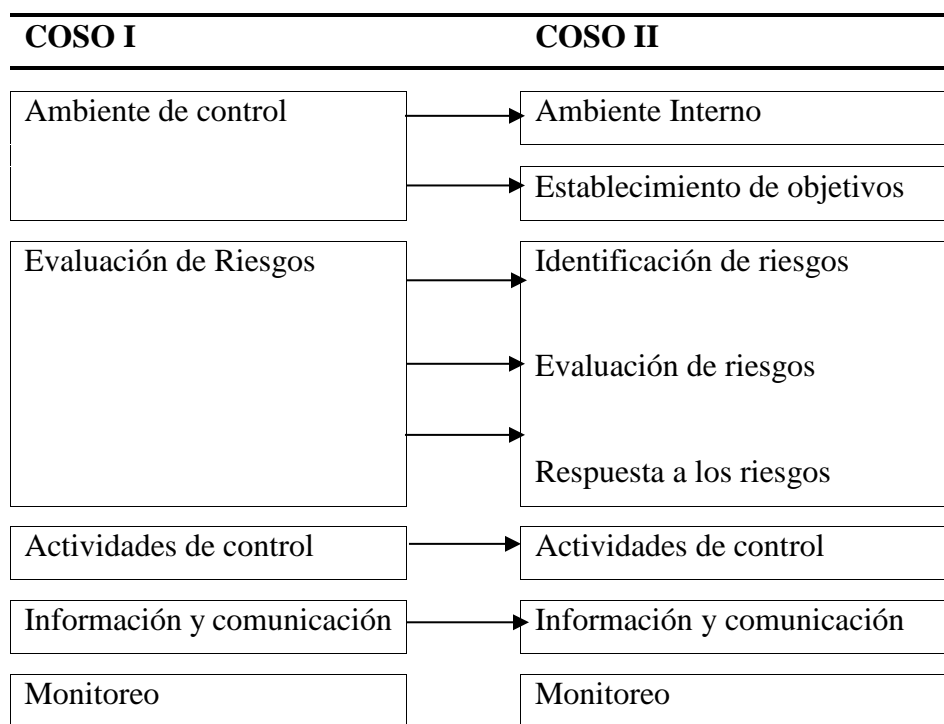 COSO I COSO II
Ambiente de control Ambiente Interno
Establecimiento de objetivos
Evaluación de Riesgos Identificación de riesgos
Evaluación de riesgos
Respuesta a los riesgos
Actividades de control Actividades de control
Información y comunicación Información y comunicación
Monitoreo Monitoreo